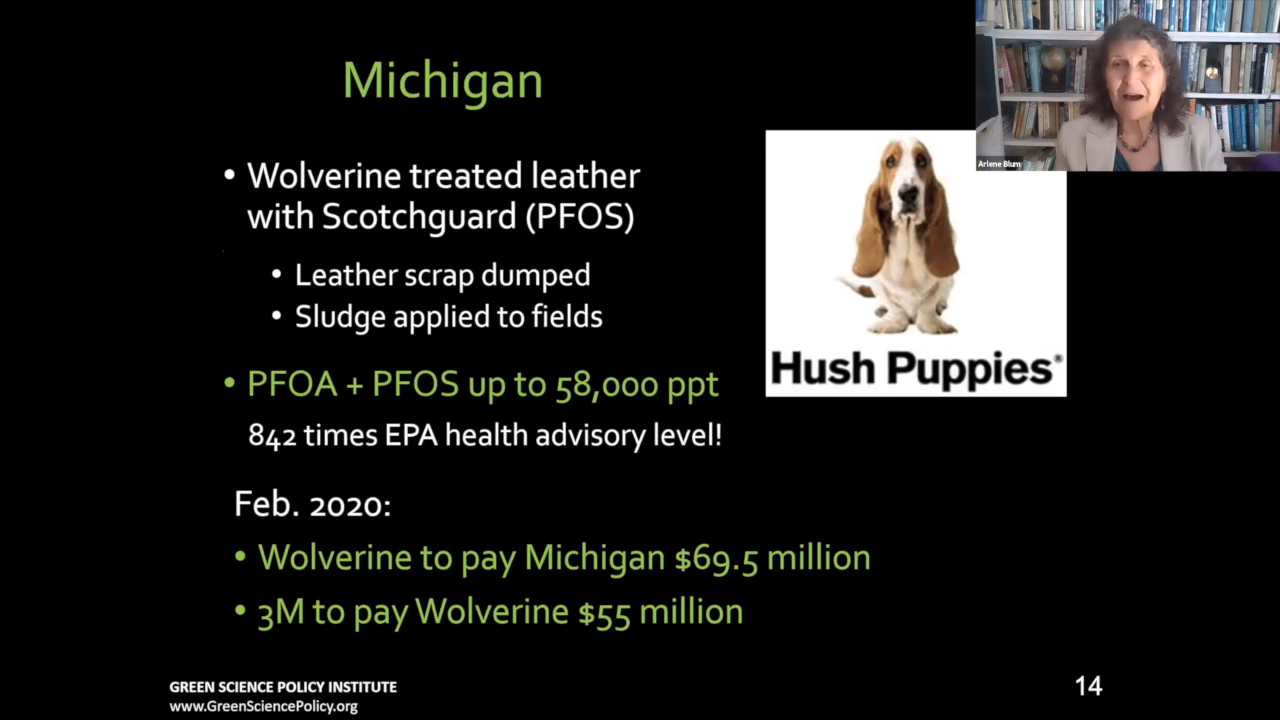 Michigan
• Wolverine treated leather
with Scotchguard (PFOS)
• Leather scrap dumped
• Sludge applied to fields
• PFOA + PFOS up to 58,000 ppt
842 times EPA health advisory level!
Feb. 2020:
• Wolverine to pay Michigan $69.5 million
• 3M to pay Wolverine $55 million
Hush Puppies®
Arlene Blum
GREEN SCIENCE POLICY INSTITUTE
www.GreenSciencePolicy.org
14